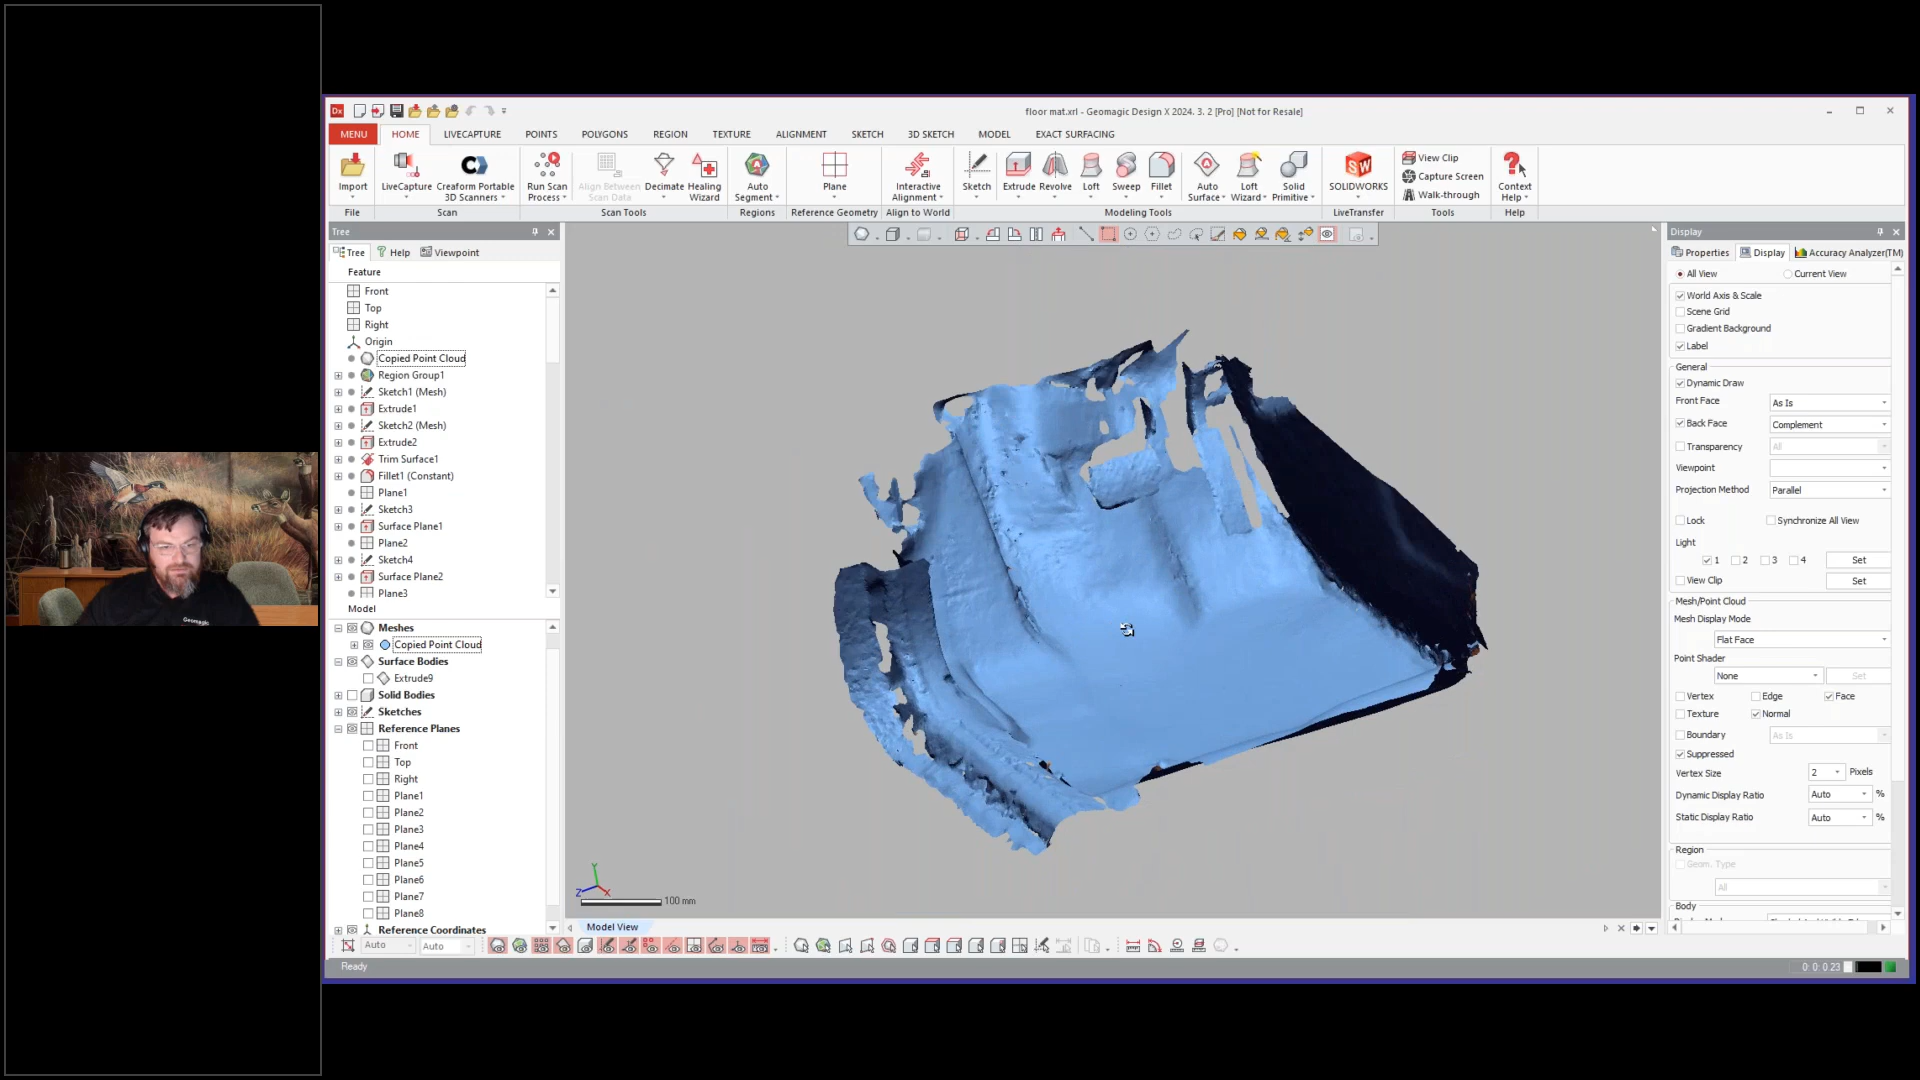 floor mat.xrl - Geomagic Design X 2024. 3. 2 [Pro] [Not for Resale]
MENU HOME LIVECAPTURE POINTS POLYGONS REGION TEXTURE ALIGNMENT SKETCH 3D SKETCH MODEL EXACT SURFACING
Import LiveCapture Creaform Portable 3D Scanners Run Scan Process Align Between Scan Data Decimate Healing Wizard Auto Segment Plane Interactive Alignment Sketch Extrude Revolve Loft Sweep Fillet Auto Surface Loft Wizard Solid Primitive SOLIDWORKS View Clip Capture Screen Walk-through Context Help
File Scan Scan Tools Regions Reference Geometry Align to World Modeling Tools LiveTransfer Tools Help
Tree
Tree Help Viewpoint
Feature
Front
Top
Right
Origin
Copied Point Cloud
Region Group1
Sketch1 (Mesh)
Extrude1
Sketch2 (Mesh)
Extrude2
Trim Surface1
Fillet1 (Constant)
Plane1
Sketch3
Surface Plane1
Plane2
Sketch4
Surface Plane2
Plane3
Model
Meshes
Copied Point Cloud
Surface Bodies
Extrude9
Solid Bodies
Sketches
Reference Planes
Front
Top
Right
Plane1
Plane2
Plane3
Plane4
Plane5
Plane6
Plane7
Plane8
Reference Coordinates
Auto Auto
Ready
Geomagic
Y
Z X
100 mm
Model View
Display
Properties Display Accuracy Analyzer(TM)
All View Current View
World Axis & Scale
Scene Grid
Gradient Background
Label
General
Dynamic Draw
Front Face As Is
Back Face Complement
Transparency All
Viewpoint
Projection Method Parallel
Lock Synchronize All View
Light
1 2 3 4 Set
View Clip Set
Mesh/Point Cloud
Mesh Display Mode
Flat Face
Point Shader
None Set
Vertex Edge Face
Texture Normal
Boundary As Is
Suppressed
Vertex Size 2 Pixels
Dynamic Display Ratio Auto %
Static Display Ratio Auto %
Region
Geom. Type
All
Body
0: 0: 0.23